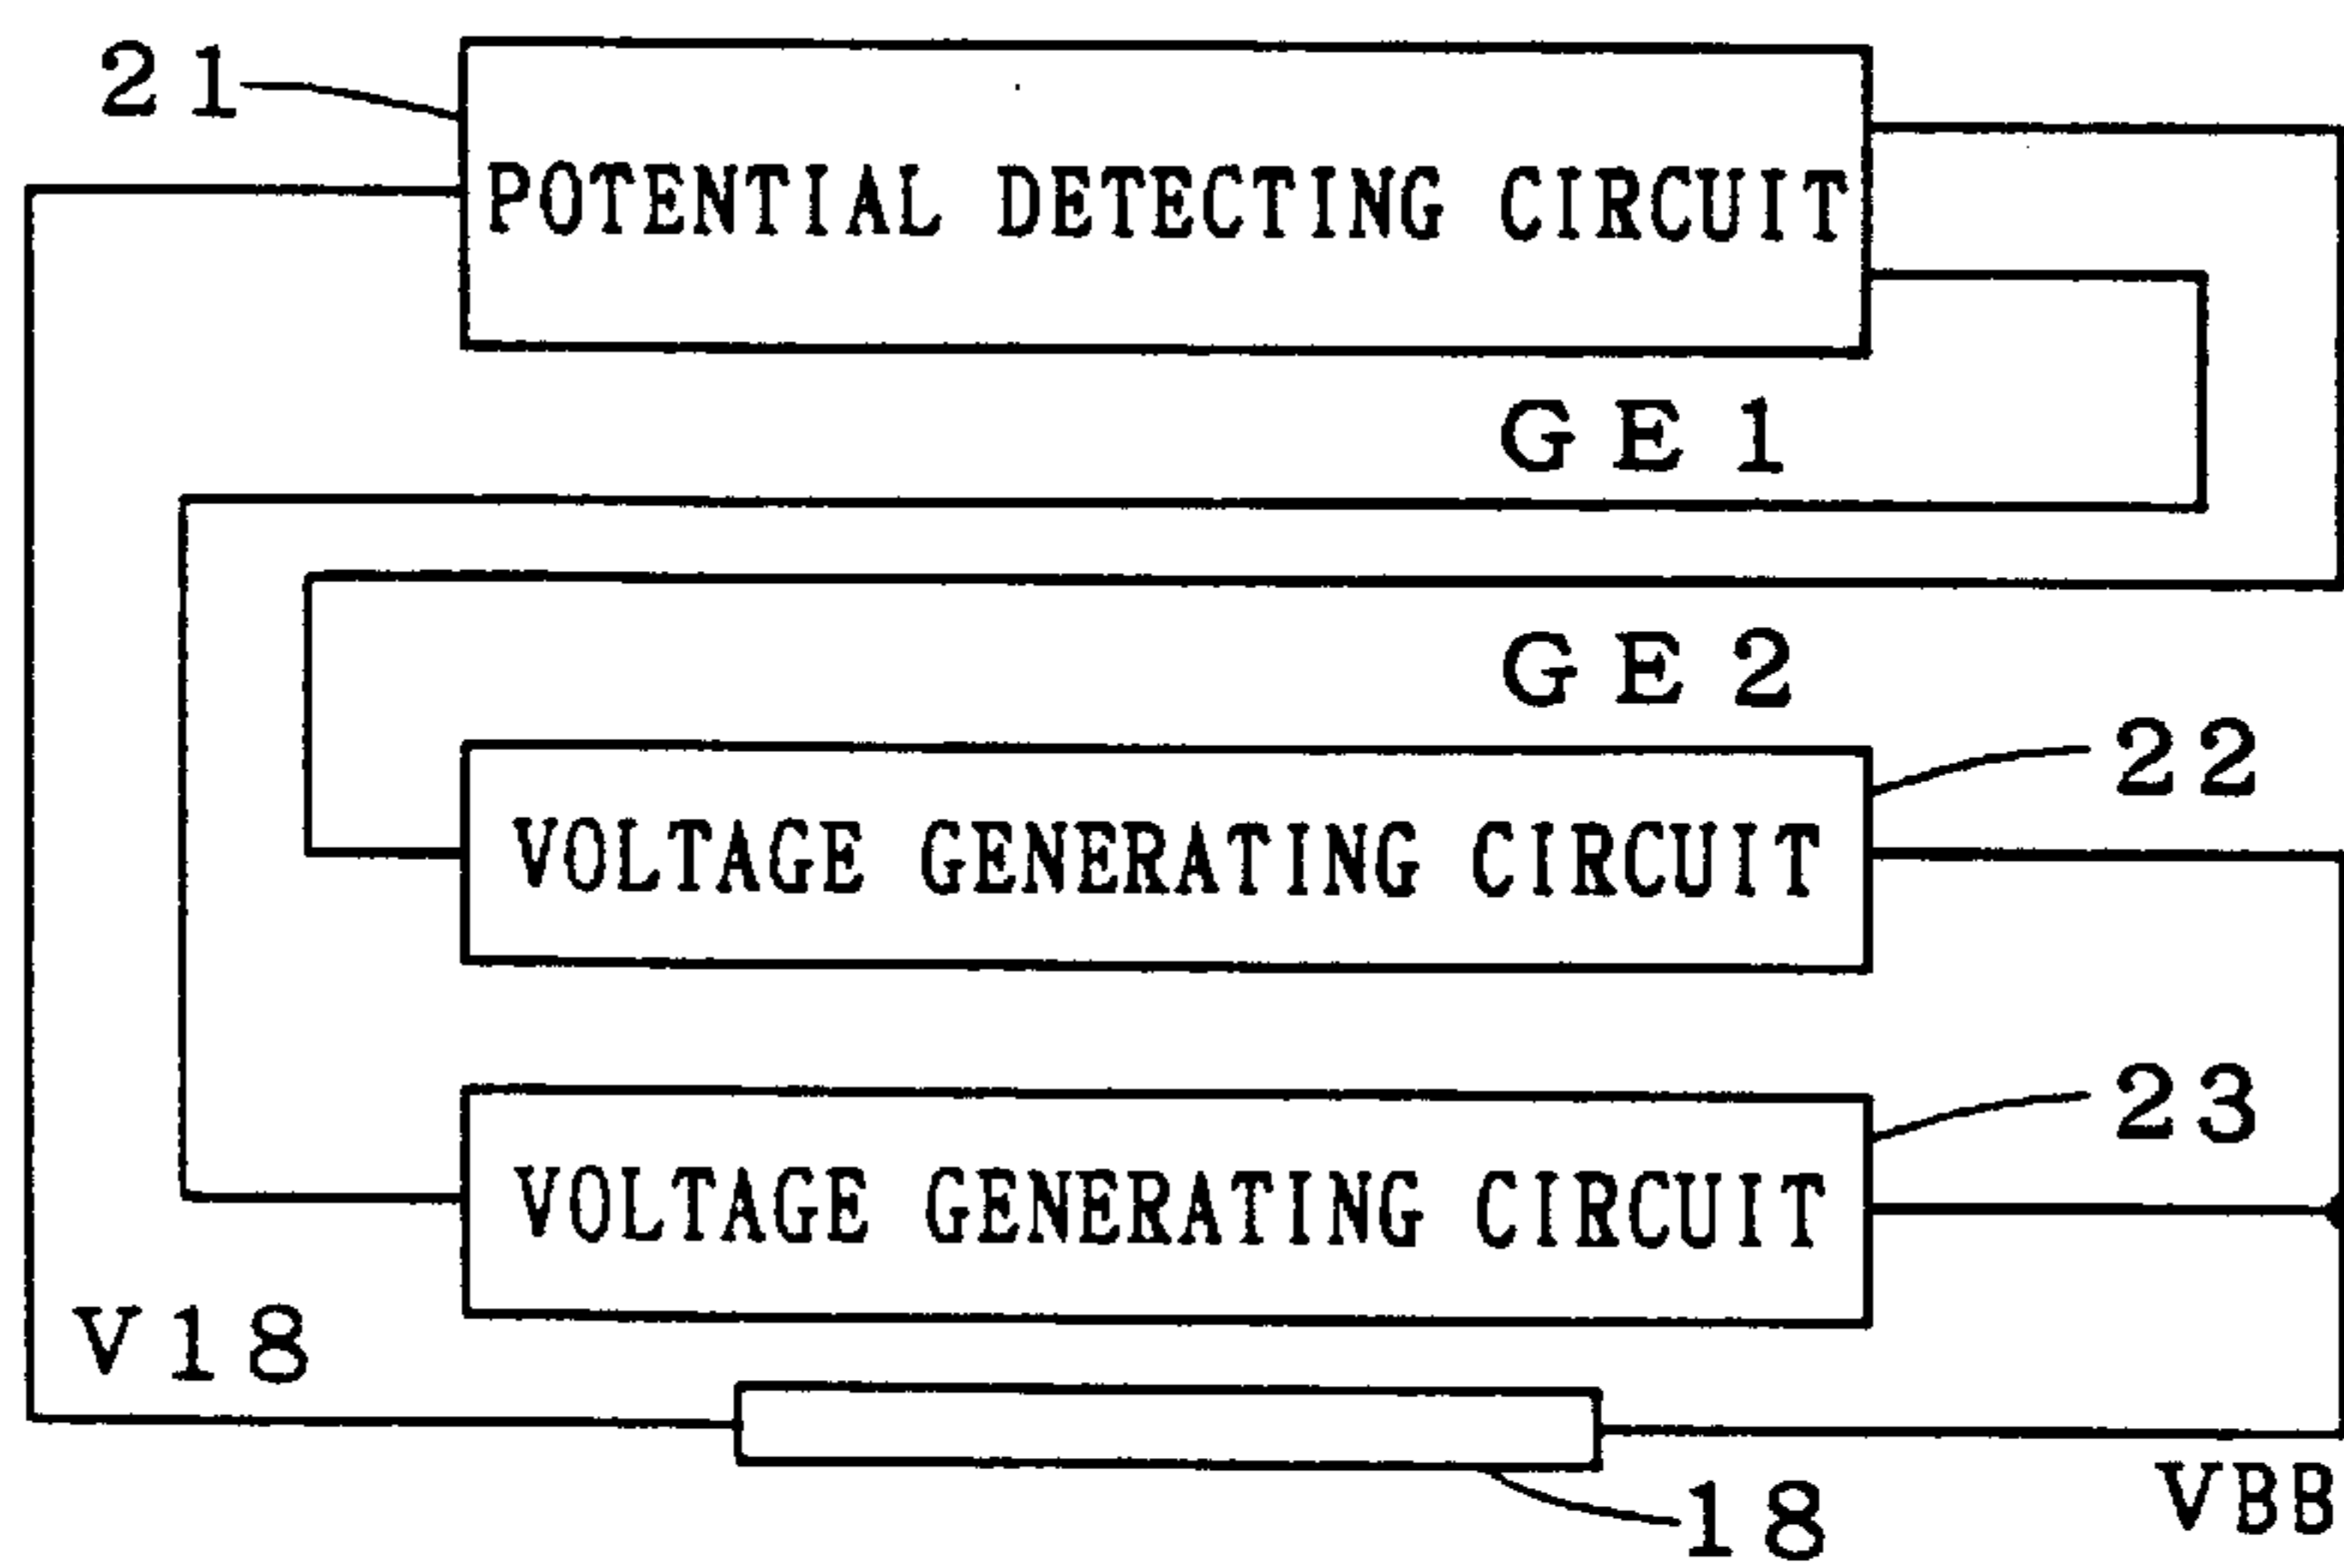 21
POTENTIAL DETECTING CIRCUIT
GE1
GE2
22
VOLTAGE GENERATING CIRCUIT
23
VOLTAGE GENERATING CIRCUIT
V18
18
VBB